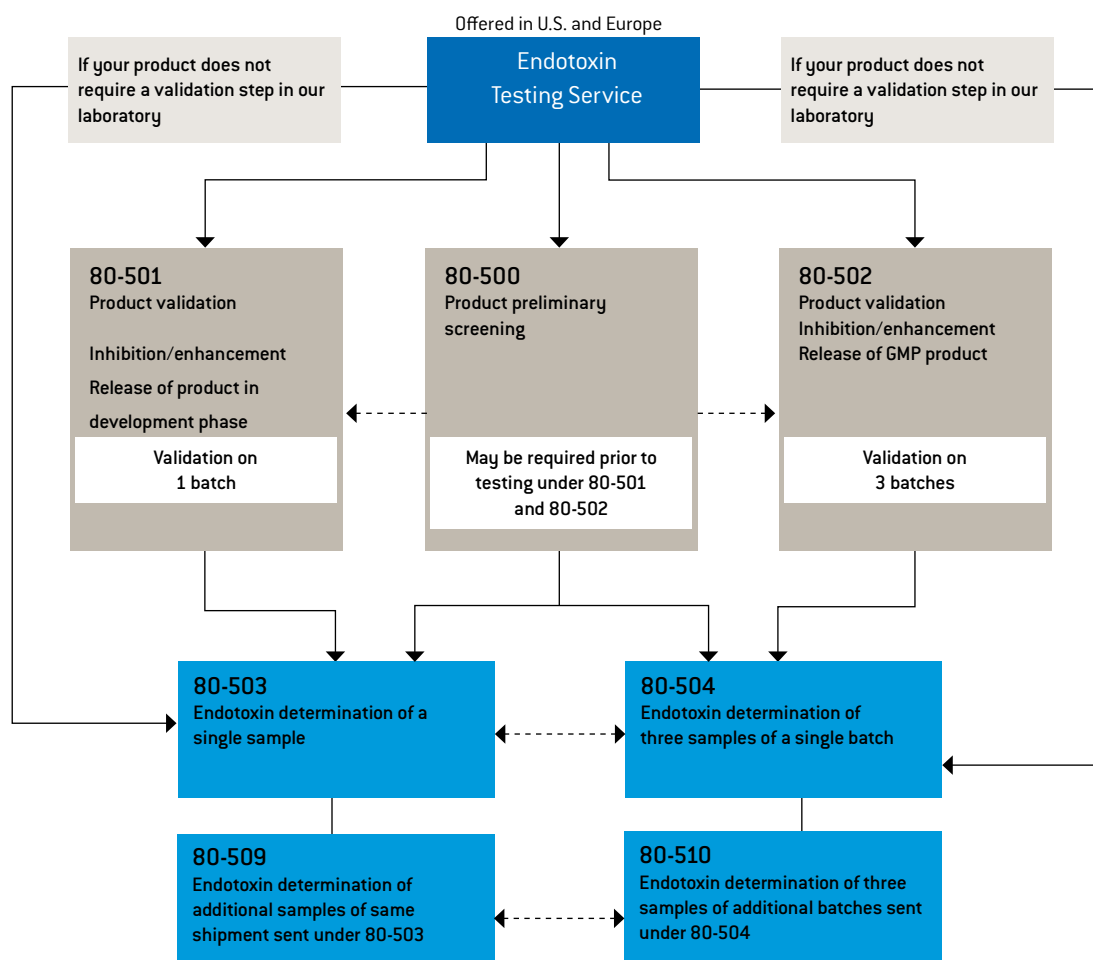 Offered in U.S. and Europe
If your product does not
require a validation step in our
laboratory
Endotoxin
Testing Service
If your product does not
require a validation step in our
laboratory
80-501
Product validation
Inhibition/enhancement
Release of product in
development phase
Validation on
1 batch
80-500
Product preliminary
screening
May be required prior to
testing under 80-501
and 80-502
80-502
Product validation
Inhibition/enhancement
Release of GMP product
Validation on
3 batches
80-503
Endotoxin determination of a
single sample
80-504
Endotoxin determination of
three samples of a single batch
80-509
Endotoxin determination of
additional samples of same
shipment sent under 80-503
80-510
Endotoxin determination of three
samples of additional batches sent
under 80-504